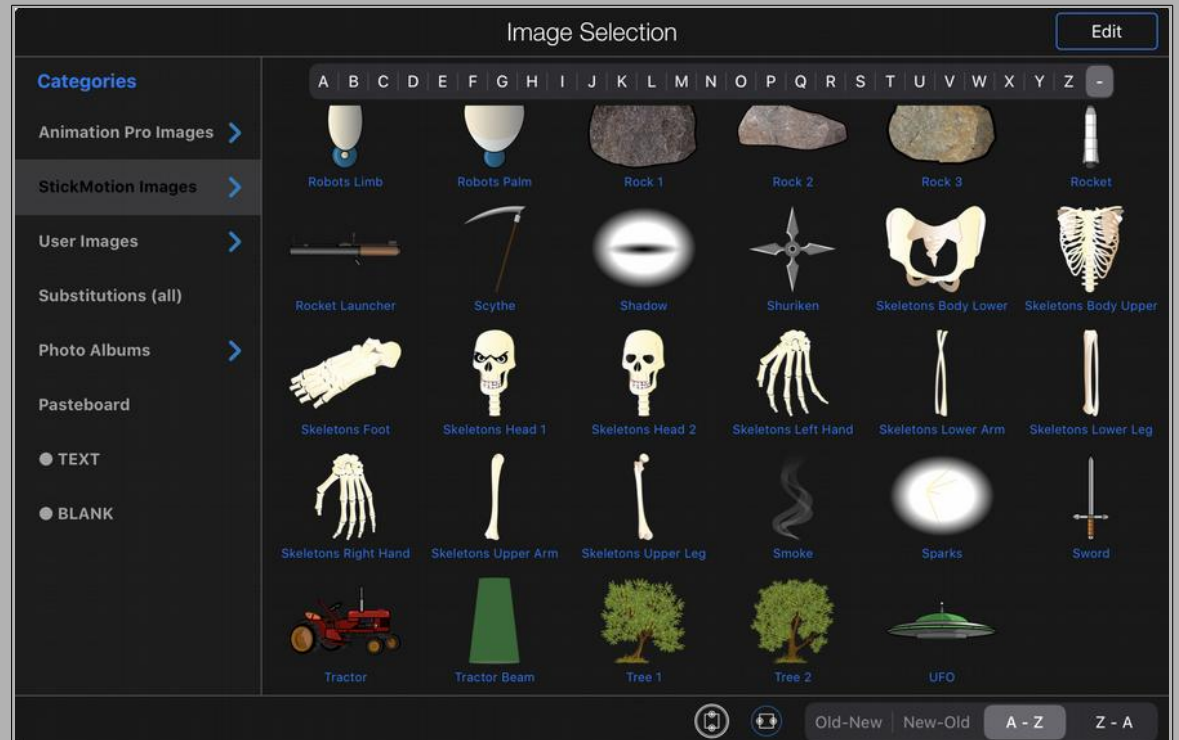 Image Selection
Edit
Categories
A B C D E F G H I J K L M N O P Q R S T U V W X Y Z -
Animation Pro Images
StickMotion Images
User Images
Substitutions (all)
Photo Albums
Pasteboard
TEXT
BLANK
Robots Limb
Robots Palm
Rock 1
Rock 2
Rock 3
Rocket
Rocket Launcher
Scythe
Shadow
Shuriken
Skeletons Body Lower
Skeletons Body Upper
Skeletons Foot
Skeletons Head 1
Skeletons Head 2
Skeletons Left Hand
Skeletons Lower Arm
Skeletons Lower Leg
Skeletons Right Hand
Skeletons Upper Arm
Skeletons Upper Leg
Smoke
Sparks
Sword
Tractor
Tractor Beam
Tree 1
Tree 2
UFO
Old-New
New-Old
A - Z
Z - A